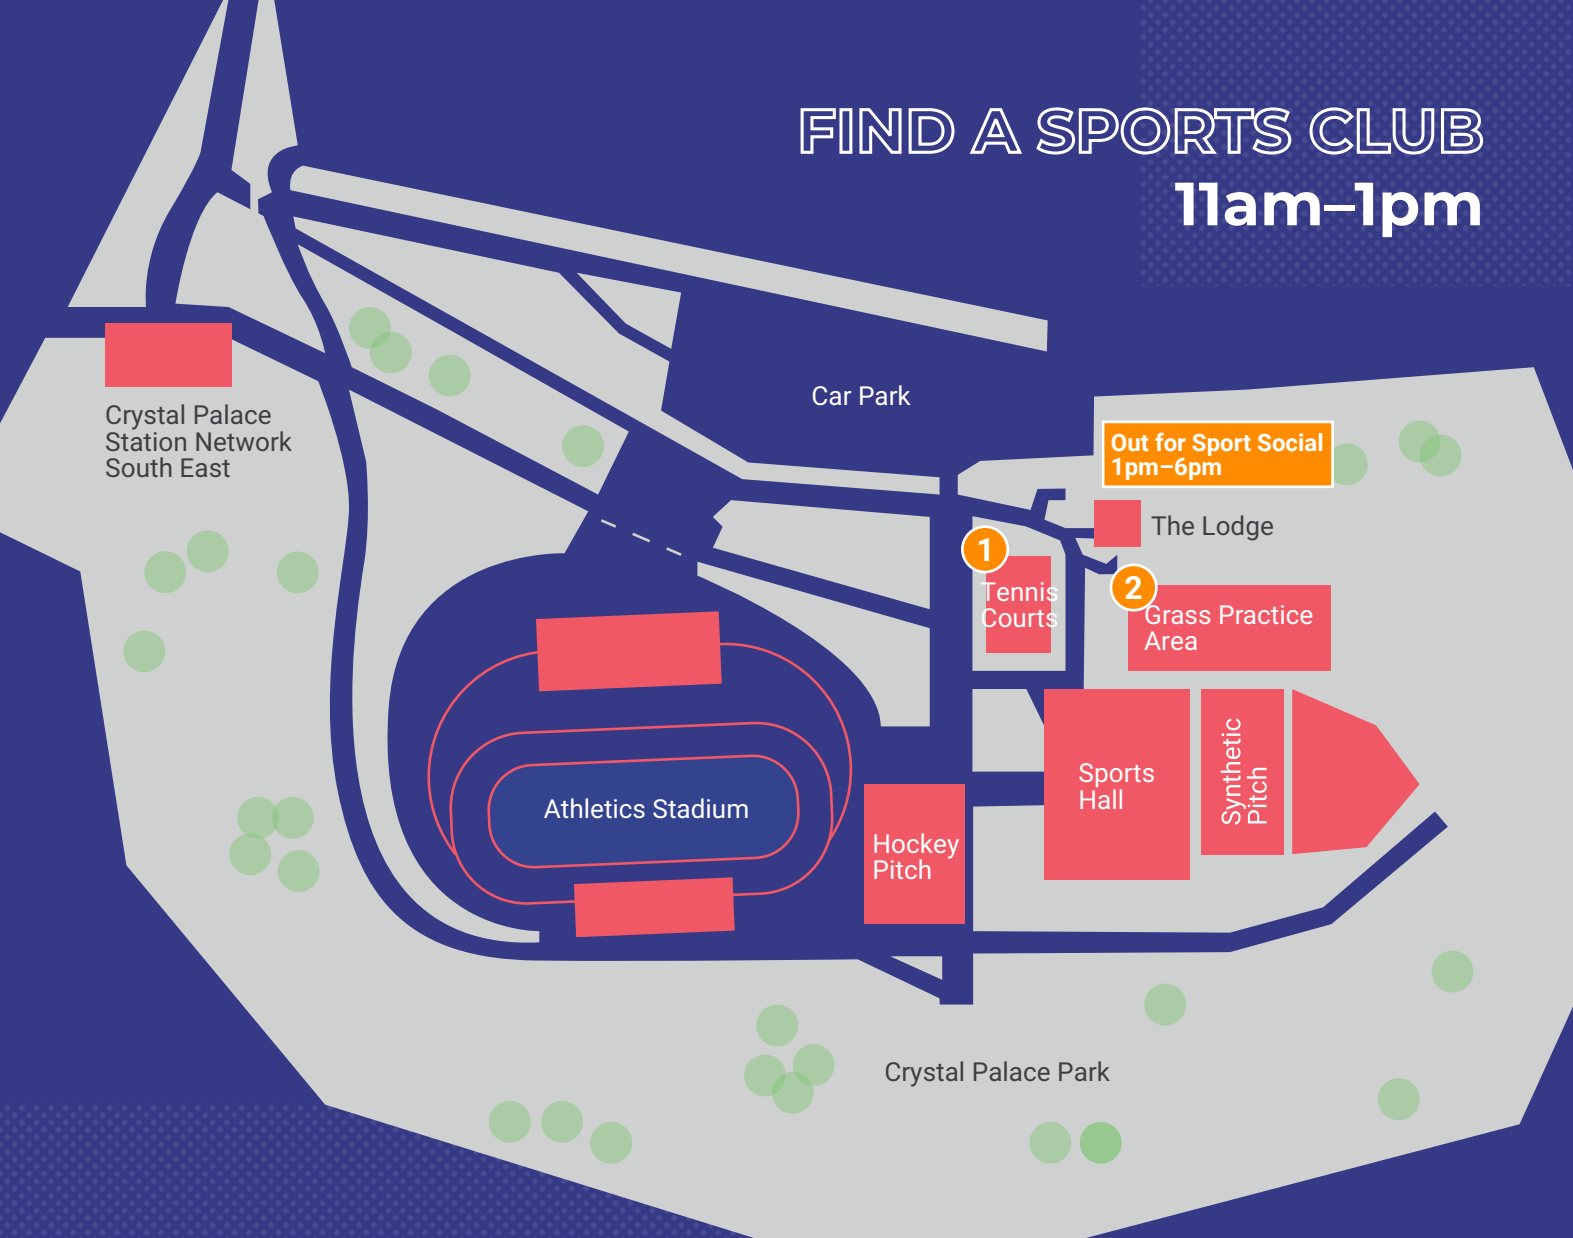 FIND A SPORTS CLUB
11am–1pm
Car Park
Crystal Palace
Station Network
South East
Out for Sport Social
1pm–6pm
The Lodge
1
Tennis
Courts
2
Grass Practice
Area
Athletics Stadium
Hockey
Pitch
Sports
Hall
Synthetic
Pitch
Crystal Palace Park